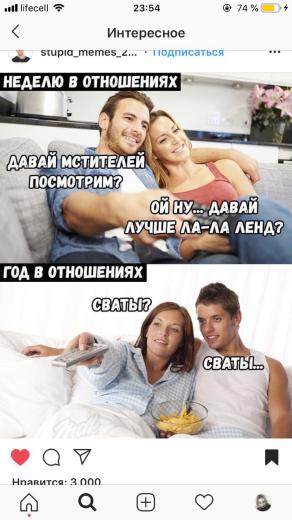 lifecell
23:54
74 %
Интересное
stupid_memes_2... • Подписаться
НЕДЕЛЮ В ОТНОШЕНИЯХ
ДАВАЙ МСТИТЕЛЕЙ
ПОСМОТРИМ?
ОЙ НУ... ДАВАЙ
ЛУЧШЕ ЛА-ЛА ЛЕНД?
ГОД В ОТНОШЕНИЯХ
СВАТЫ?
СВАТЫ...
Нравится: 3 000